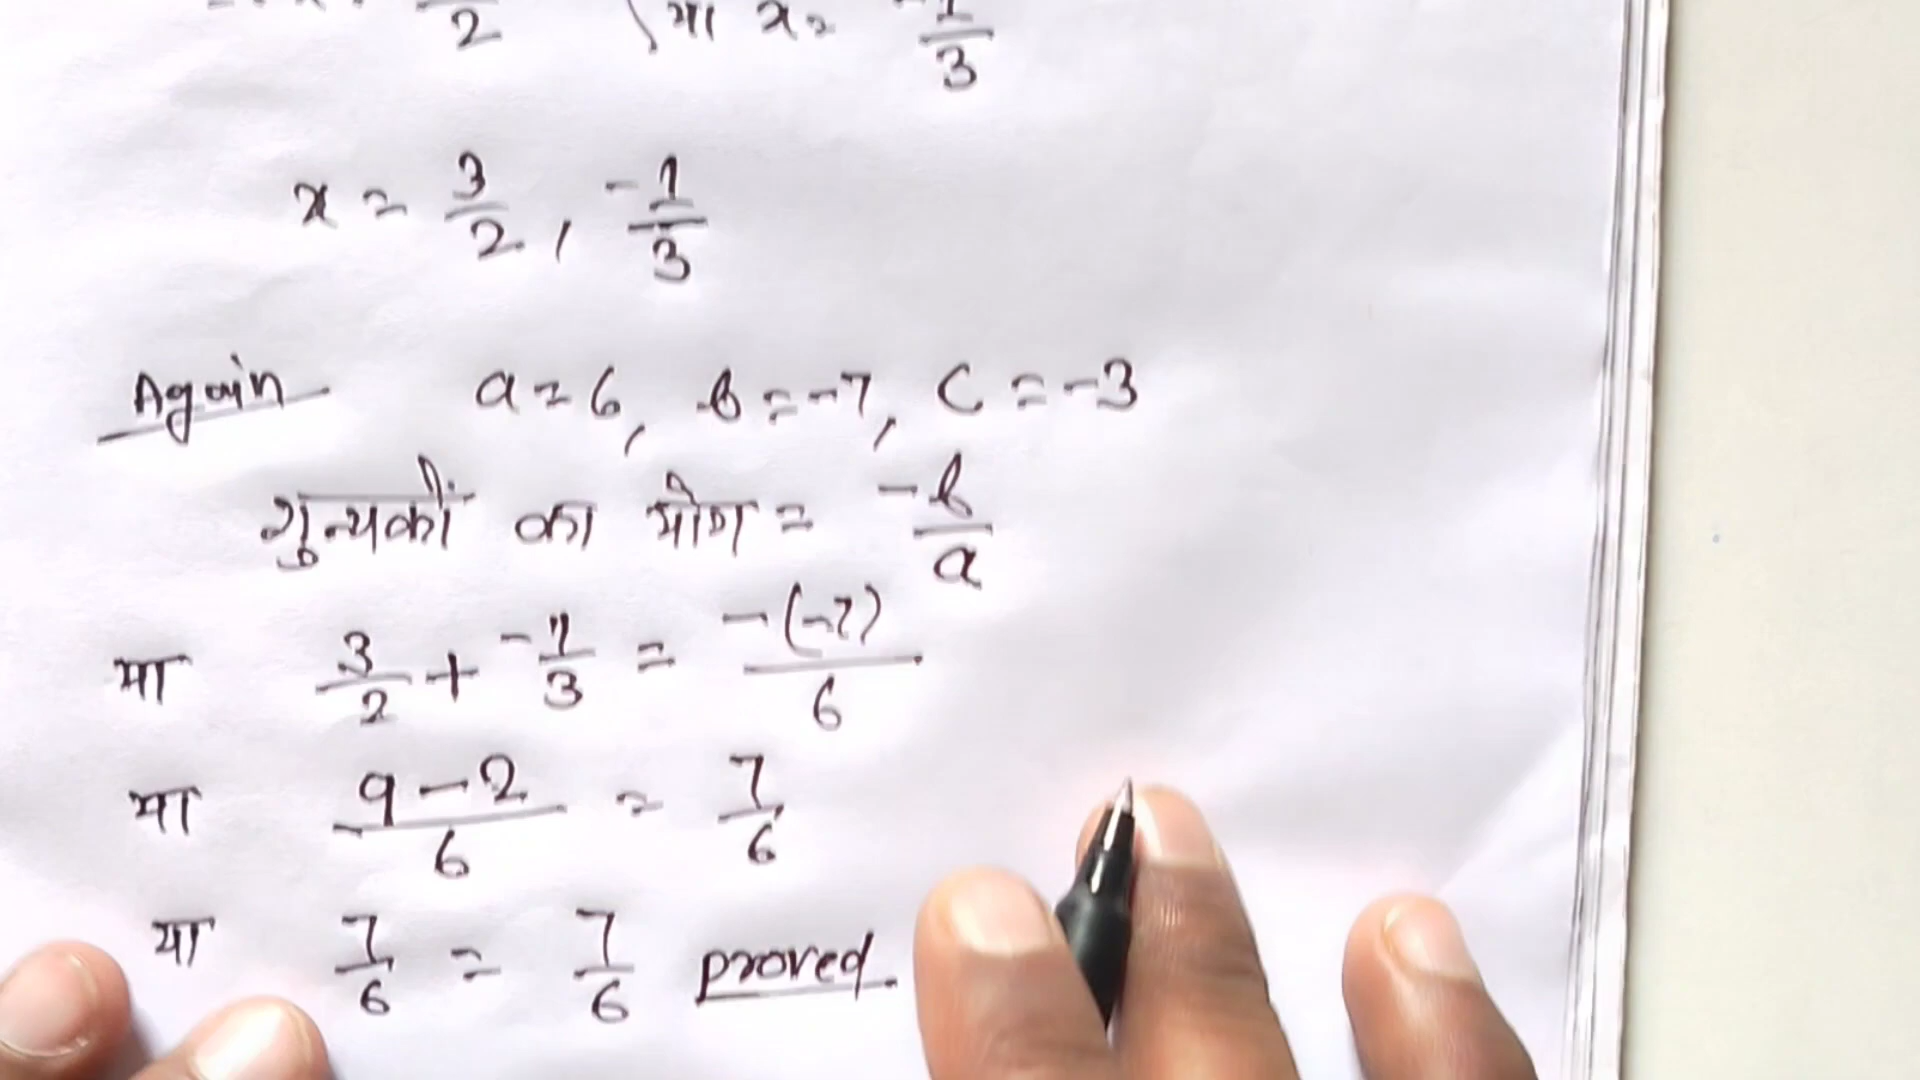 2 या x = -1/3
x = 3/2, -1/3
Again a = 6, b = -7, c = -3
शुन्यकों का योग = -b/a
या 3/2 + -1/3 = -(-7)/6
या 9-2/6 = 7/6
या 7/6 = 7/6 proved.